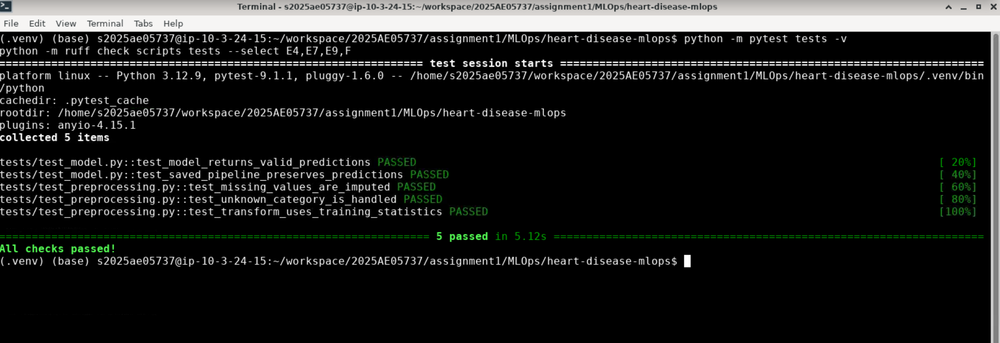 Terminal - s2025ae05737@ip-10-3-24-15:~/workspace/2025AE05737/assignment1/MLOps/heart-disease-mlops
File Edit View Terminal Tabs Help
(.venv) (base) s2025ae05737@ip-10-3-24-15:~/workspace/2025AE05737/assignment1/MLOps/heart-disease-mlops$ python -m pytest tests -v
python -m ruff check scripts tests --select E4,E7,E9,F
================================================================= test session starts =================================================================
platform linux -- Python 3.12.9, pytest-9.1.1, pluggy-1.6.0 -- /home/s2025ae05737/workspace/2025AE05737/assignment1/MLOps/heart-disease-mlops/.venv/bin
/python
cachedir: .pytest_cache
rootdir: /home/s2025ae05737/workspace/2025AE05737/assignment1/MLOps/heart-disease-mlops
plugins: anyio-4.15.1
collected 5 items
tests/test_model.py::test_model_returns_valid_predictions PASSED [ 20%]
tests/test_model.py::test_saved_pipeline_preserves_predictions PASSED [ 40%]
tests/test_preprocessing.py::test_missing_values_are_imputed PASSED [ 60%]
tests/test_preprocessing.py::test_unknown_category_is_handled PASSED [ 80%]
tests/test_preprocessing.py::test_transform_uses_training_statistics PASSED [100%]
================================================================== 5 passed in 5.12s ==================================================================
All checks passed!
(.venv) (base) s2025ae05737@ip-10-3-24-15:~/workspace/2025AE05737/assignment1/MLOps/heart-disease-mlops$